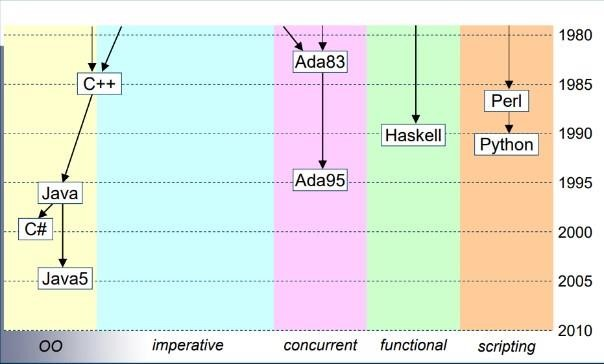 1980
Ada83
C++
1985
Perl
Haskell
1990
Python
Ada95
1995
Java
C#
2000
Java5
2005
2010
OO imperative concurrent functional scripting